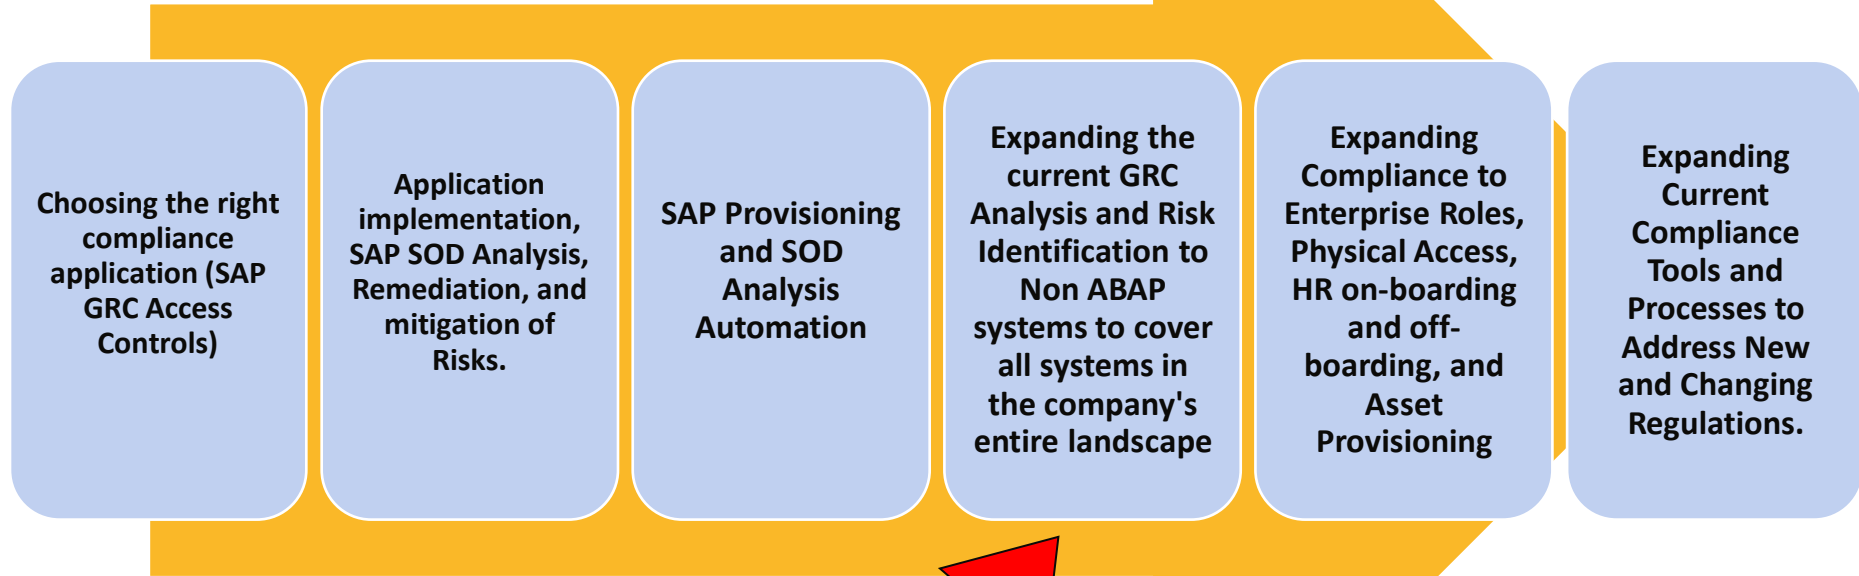 Choosing the right
compliance
application (SAP
GRC Access
Controls)
Application
implementation,
SAP SOD Analysis,
Remediation, and
mitigation of
Risks.
SAP Provisioning
and SOD
Analysis
Automation
Expanding the
current GRC
Analysis and Risk
Identification to
Non ABAP
systems to cover
all systems in
the company's
entire landscape
Expanding
Compliance to
Enterprise Roles,
Physical Access,
HR on-boarding
and off-
boarding, and
Asset
Provisioning
Expanding
Current
Compliance
Tools and
Processes to
Address New
and Changing
Regulations.